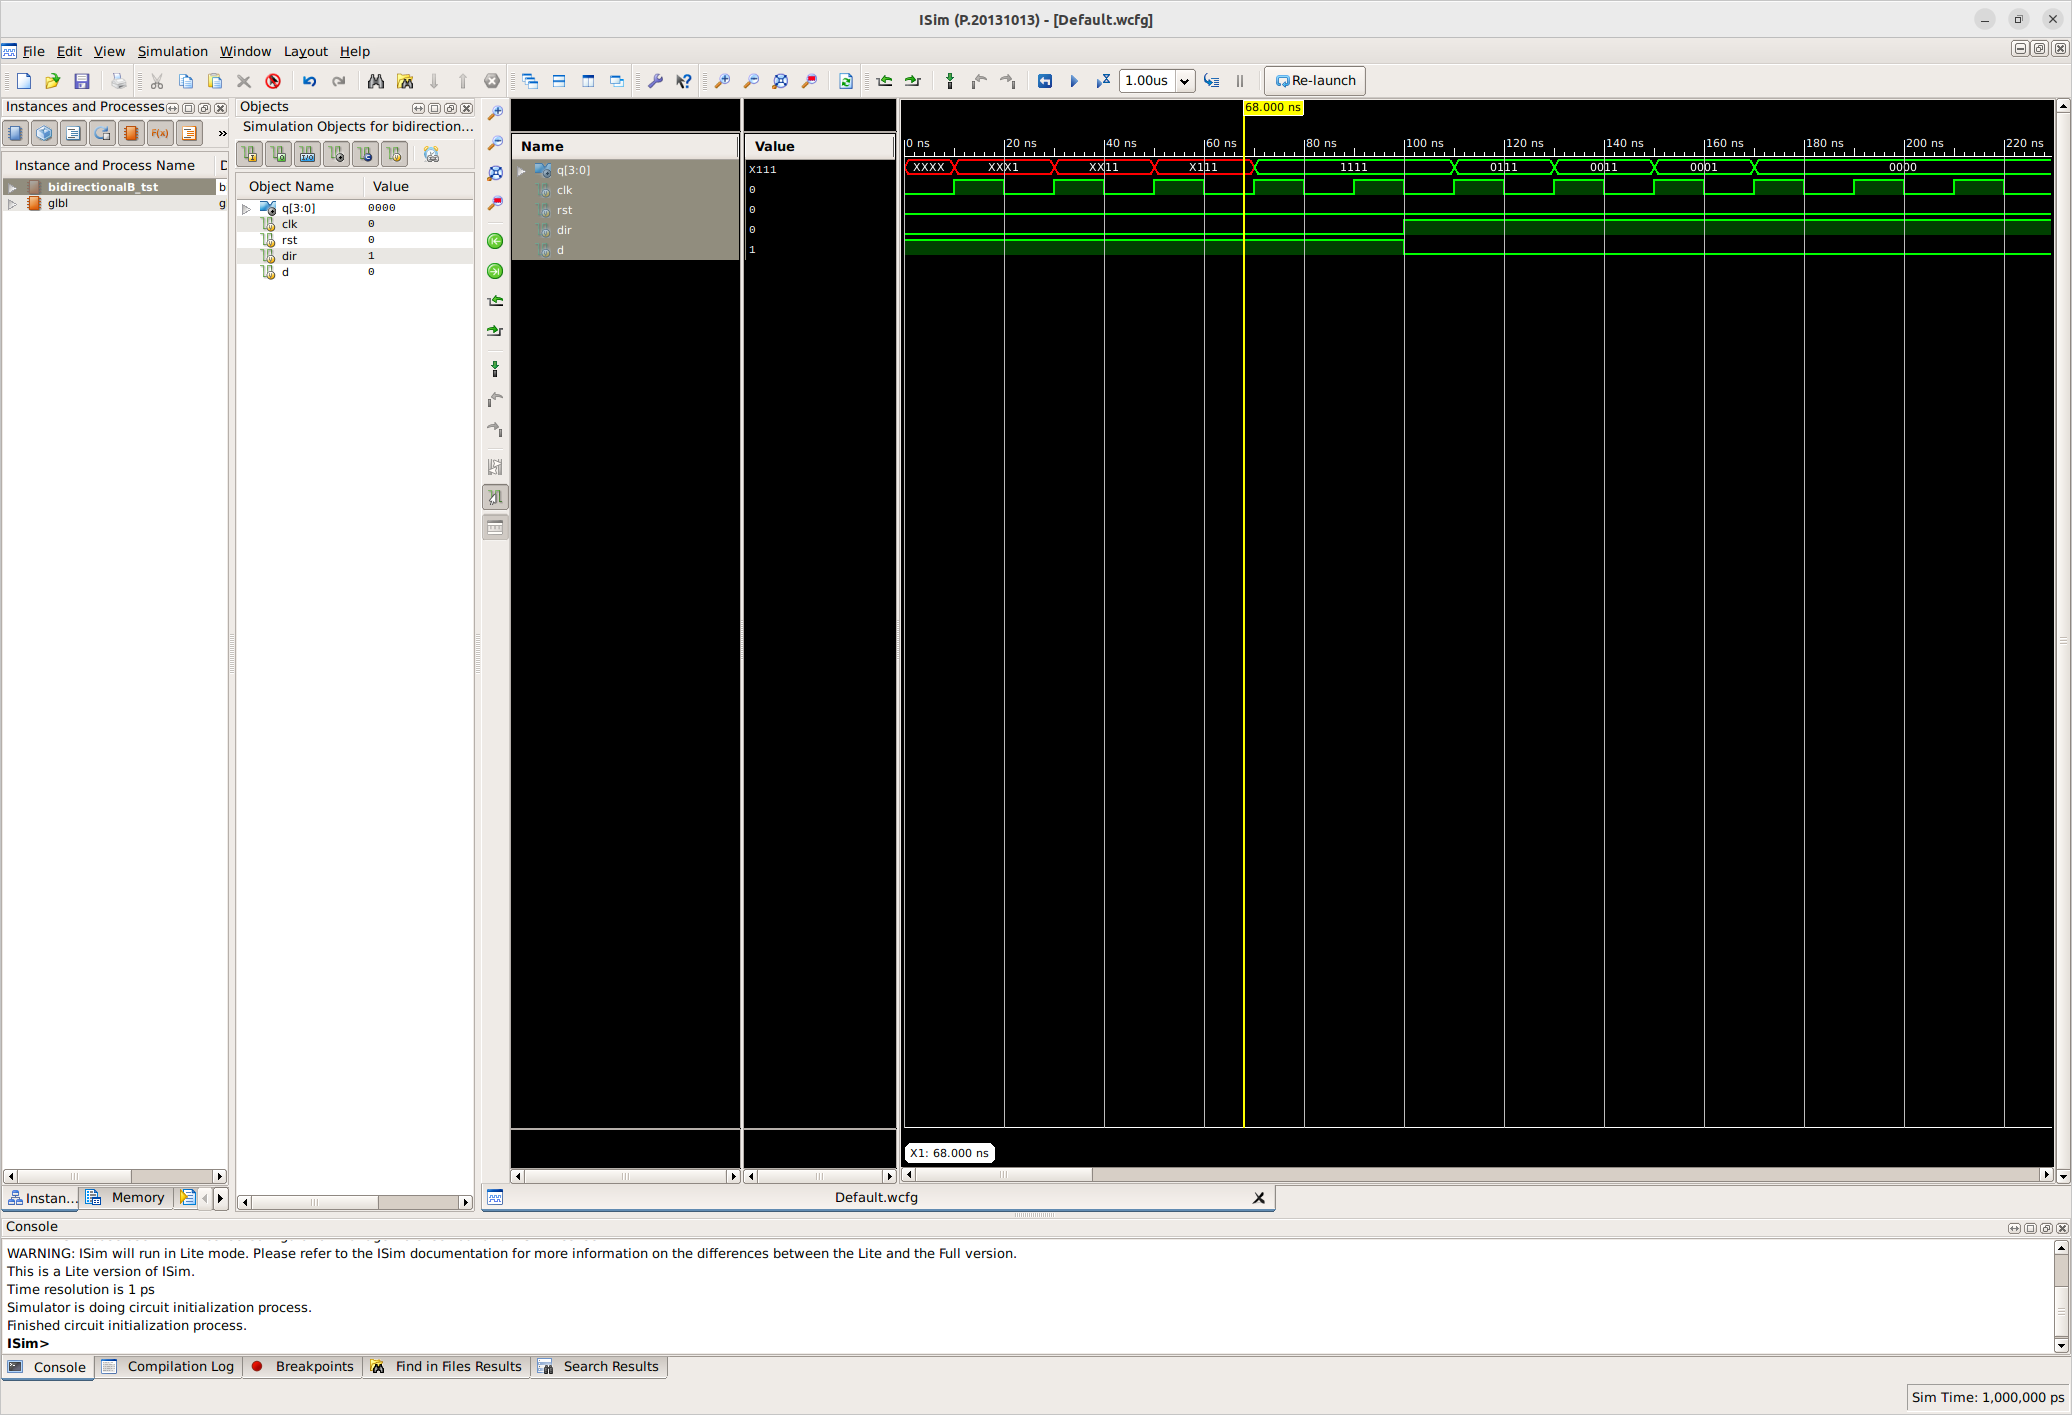 ISim (P.20131013) - [Default.wcfg]
File Edit View Simulation Window Layout Help
1.00us
Re-launch
Instances and Processes
f(x)
»
Instance and Process Name D
bidirectionalB_tst b
glbl g
Instan...
Memory
Objects
Simulation Objects for bidirection...
Object Name Value
q[3:0] 0000
clk 0
rst 0
dir 1
d 0
Name Value
q[3:0] X111
clk 0
rst 0
dir 0
d 1
68.000 ns
0 ns 20 ns 40 ns 60 ns 80 ns 100 ns 120 ns 140 ns 160 ns 180 ns 200 ns 220 ns
XXXX XXX1 XX11 X111 1111 0111 0011 0001 0000
X1: 68.000 ns
Default.wcfg
Console
WARNING: ISim will run in Lite mode. Please refer to the ISim documentation for more information on the differences between the Lite and the Full version.
This is a Lite version of ISim.
Time resolution is 1 ps
Simulator is doing circuit initialization process.
Finished circuit initialization process.
ISim>
Console Compilation Log Breakpoints Find in Files Results Search Results
Sim Time: 1,000,000 ps